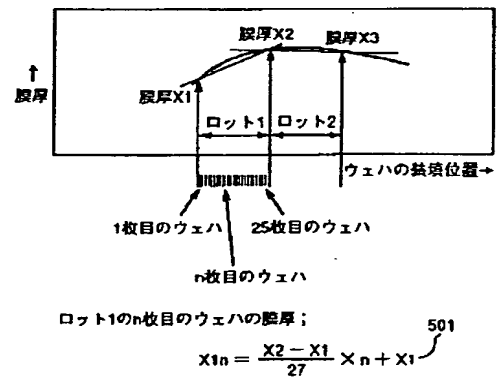 膜厚X2
膜厚X3
↑
膜厚
膜厚X1
ロット1
ロット2
ウェハの装填位置→
1枚目のウェハ
25枚目のウェハ
n枚目のウェハ
ロット1のn枚目のウェハの膜厚;
501
X1n = (X2-X1)/27 × n + X1